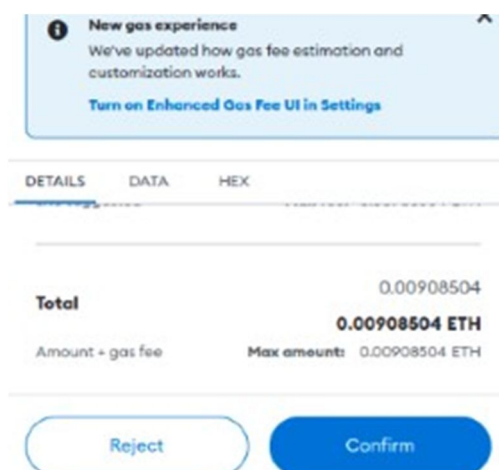 New gas experience
We've updated how gas fee estimation and
customization works.
Turn on Enhanced Gas Fee UI in Settings
DETAILS DATA HEX
0.00908504
Total
0.00908504 ETH
Amount + gas fee Max amount: 0.00908504 ETH
Reject Confirm